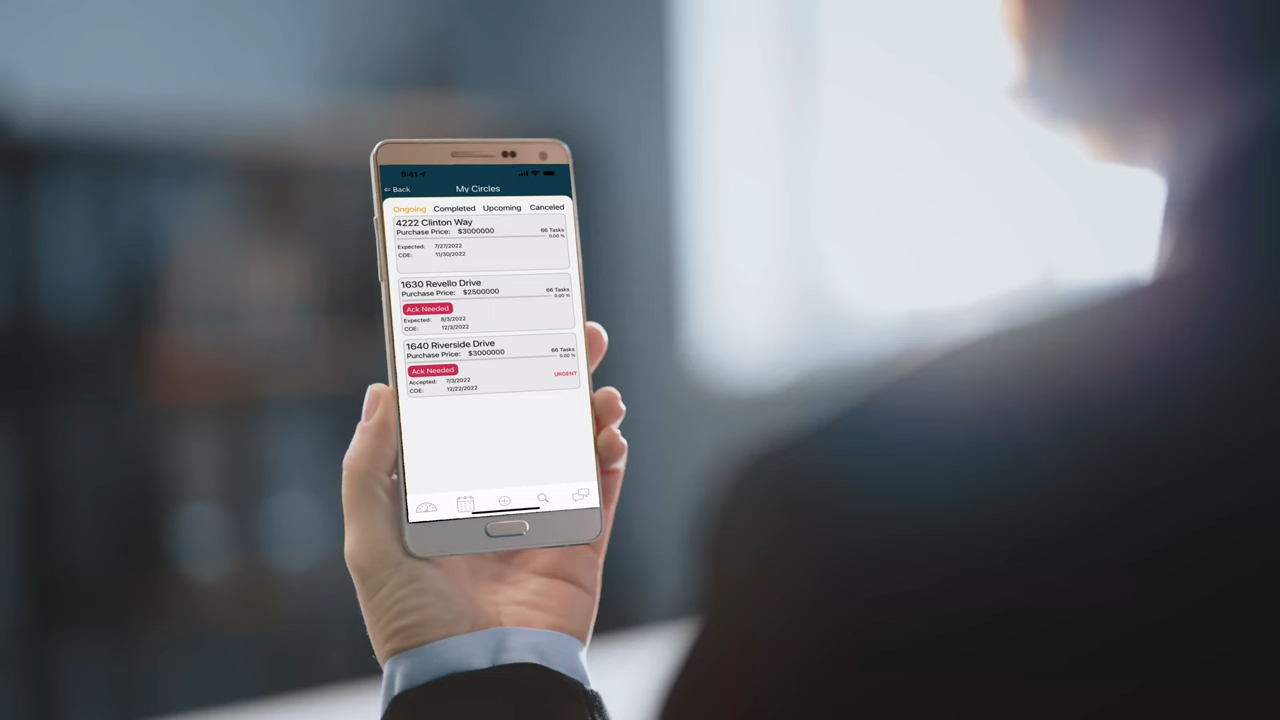 9:41
Back
My Circles
Ongoing Completed Upcoming Canceled
4222 Clinton Way
Purchase Price: $3000000 66 Tasks
0.00 %
Expected: 7/27/2022
COE: 11/30/2022
1630 Revello Drive
Purchase Price: $2500000 66 Tasks
0.00 %
Ack Needed
Expected: 8/3/2022
COE: 12/3/2022
1640 Riverside Drive
Purchase Price: $3000000 66 Tasks
0.00 %
Ack Needed
URGENT
Accepted: 7/3/2022
COE: 12/22/2022